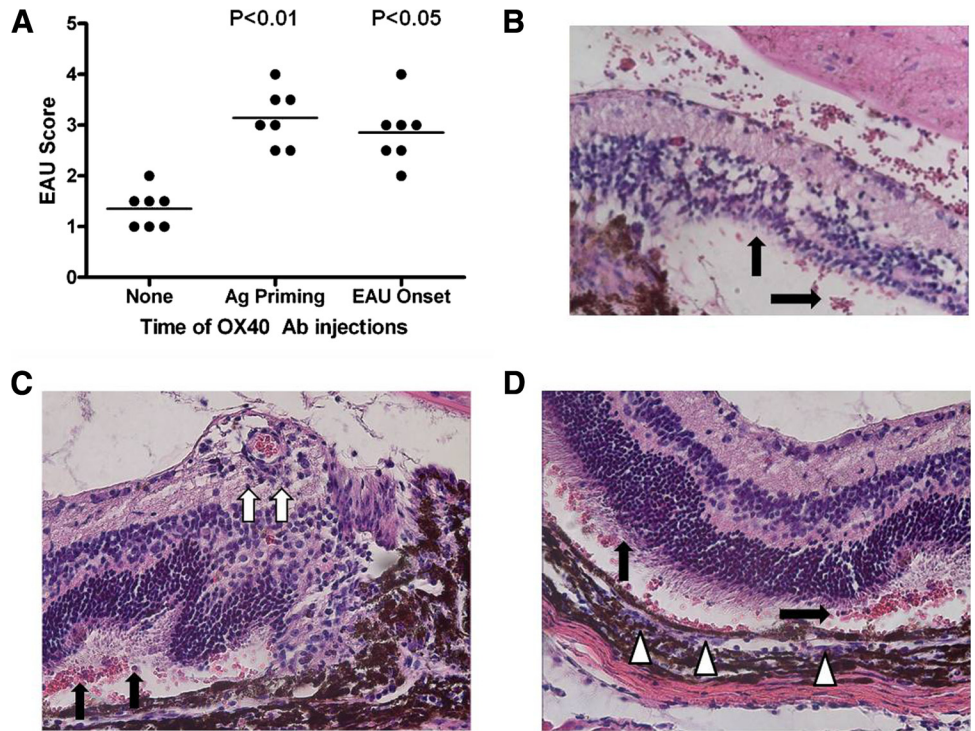 A
P<0.01
P<0.05
5
4
3
2
1
0
EAU Score
None
Ag Priming
EAU Onset
Time of OX40 Ab injections
B
C
D